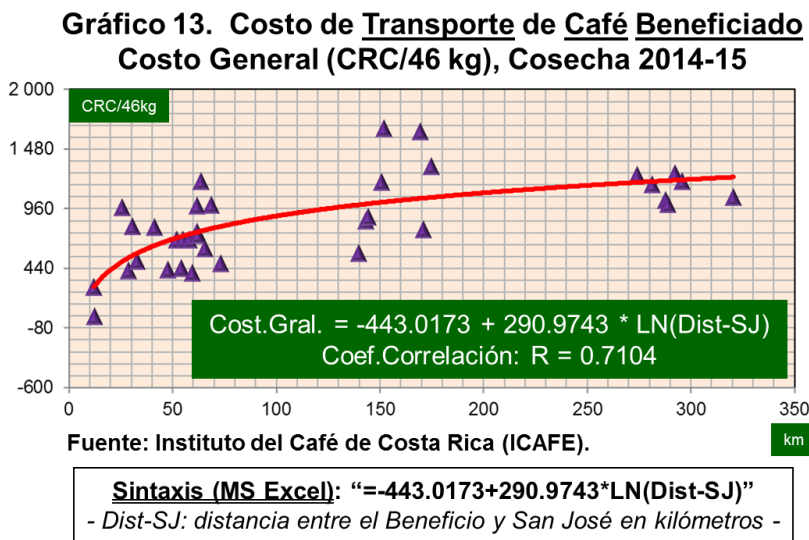 Gráfico 13.  Costo de Transporte de Café Beneficiado
Costo General (CRC/46 kg), Cosecha 2014-15
CRC/46kg
2 000
1 480
960
440
-80
-600
Cost.Gral. = -443.0173 + 290.9743 * LN(Dist-SJ)
Coef.Correlación: R = 0.7104
0 50 100 150 200 250 300 350
km
Fuente: Instituto del Café de Costa Rica (ICAFE).
Sintaxis (MS Excel): “=-443.0173+290.9743*LN(Dist-SJ)”
- Dist-SJ: distancia entre el Beneficio y San José en kilómetros -